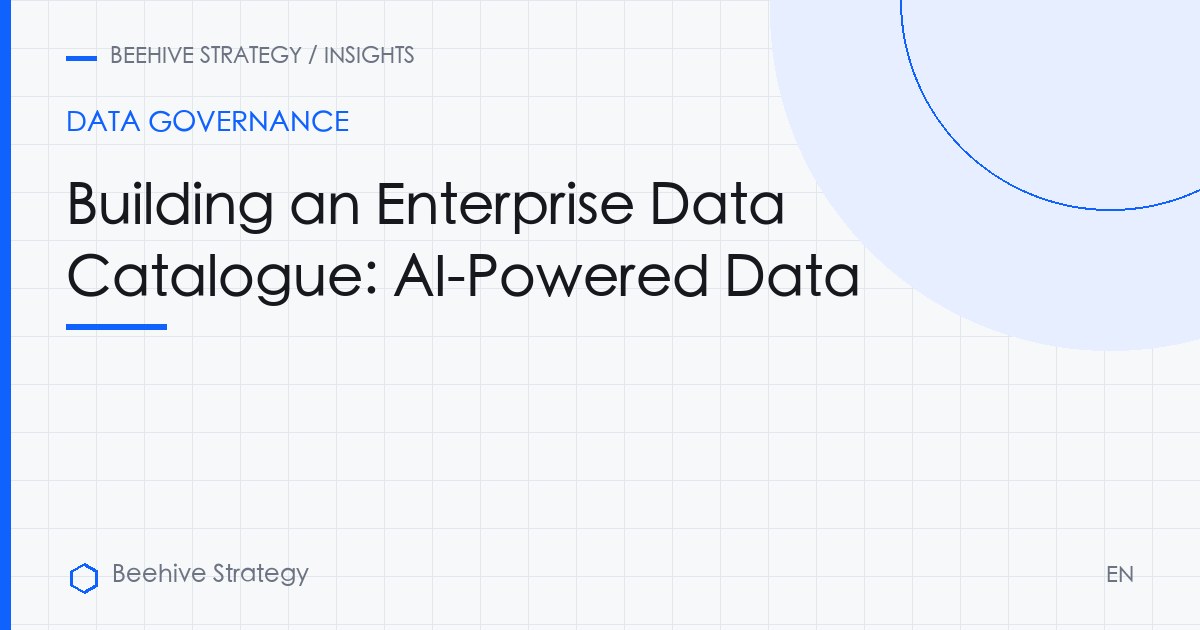 BEEHIVE STRATEGY / INSIGHTS
DATA GOVERNANCE
Building an Enterprise Data
Catalogue: AI-Powered Data
Beehive Strategy
EN